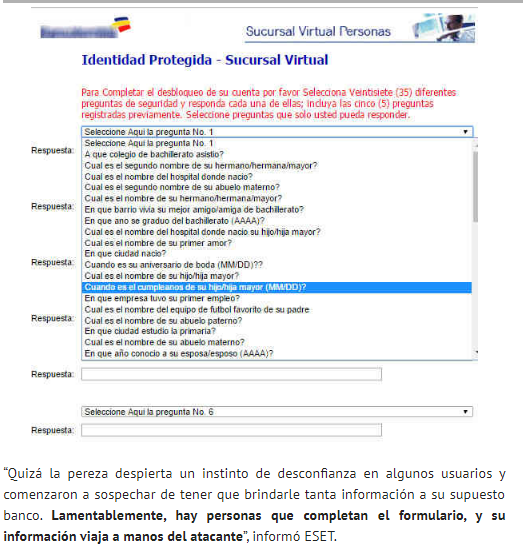 Sucursal Virtual Personas
Identidad Protegida - Sucursal Virtual
Para Completar el desbloqueo de su cuenta por favor Selecciona Veintisiete (35) diferentes
preguntas de seguridad y responda cada una de ellas; incluya las cinco (5) preguntas
registradas previamente. Seleccione preguntas que solo usted pueda responder.
Seleccione Aqui la pregunta No. 1
Seleccione Aqui la pregunta No. 1
A que colegio de bachillerato asistio?
Respuesta:
Cual es el segundo nombre de su hermano/hermana/mayor?
Cual es el nombre del hospital donde nacio?
Cual es el segundo nombre de su abuelo materno?
Cual es el nombre de su hermano/hermana/mayor?
Respuesta:
En que barrio vivia su mejor amigo/amiga de bachillerato?
En que ano se graduo del bachillerato (AAAA)?
Cual es el nombre del hospital donde nacio su hijo/hija mayor?
Cual es el nombre de su primer amor?
En que ciudad nacio?
Respuesta:
Cuando es su aniversario de boda (MM/DD)??
Cual es el nombre de su hijo/hija mayor?
Cuando es el cumpleanos de su hijo/hija mayor (MM/DD)?
En que empresa tuvo su primer empleo?
Cual es el nombre del equipo de futbol favorito de su padre
Respuesta:
Cual es el nombre de su abuelo paterno?
En que ciudad estudio la primaria?
Cual es el nombre de su abuelo materno?
En que año conocio a su esposa/esposo (AAAA)?
Respuesta:
Seleccione Aqui la pregunta No. 6
Respuesta:
“Quizá la pereza despierta un instinto de desconfianza en algunos usuarios y
comenzaron a sospechar de tener que brindarle tanta información a su supuesto
banco. Lamentablemente, hay personas que completan el formulario, y su
información viaja a manos del atacante”, informó ESET.